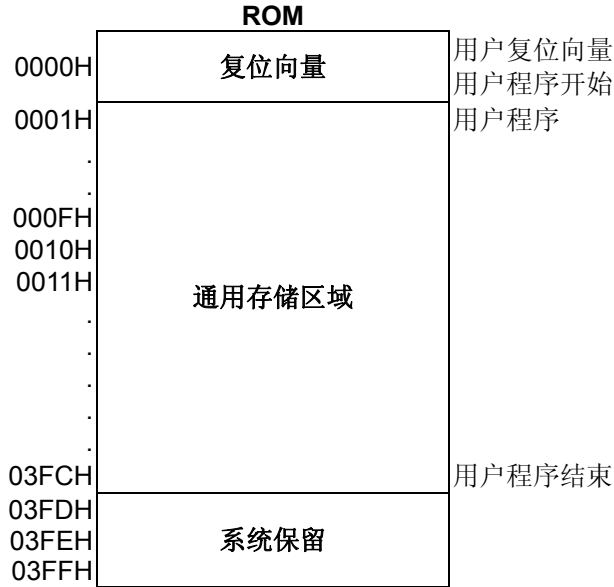 ROM
0000H
复位向量
用户复位向量
用户程序开始
0001H
用户程序
.
.
000FH
0010H
0011H
通用存储区域
.
.
.
.
.
03FCH
用户程序结束
03FDH
03FEH
系统保留
03FFH